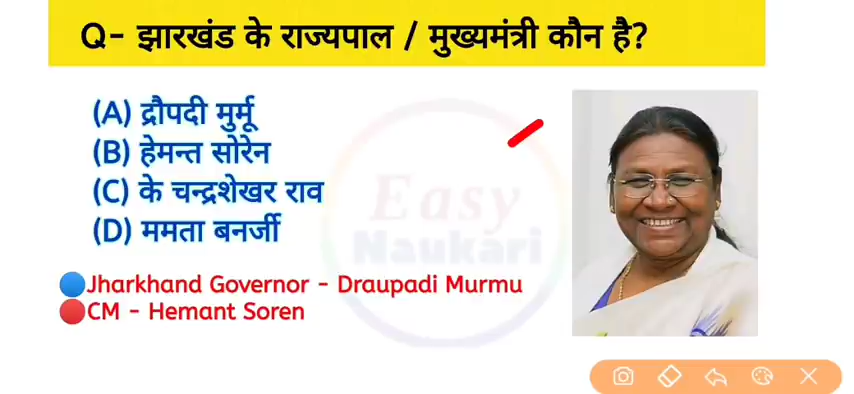 Q- झारखंड के राज्यपाल / मुख्यमंत्री कौन है?
(A) द्रौपदी मुर्मू
(B) हेमन्त सोरेन
(C) के चन्द्रशेखर राव
(D) ममता बनर्जी
Easy
Naukari
Jharkhand Governor - Draupadi Murmu
CM - Hemant Soren